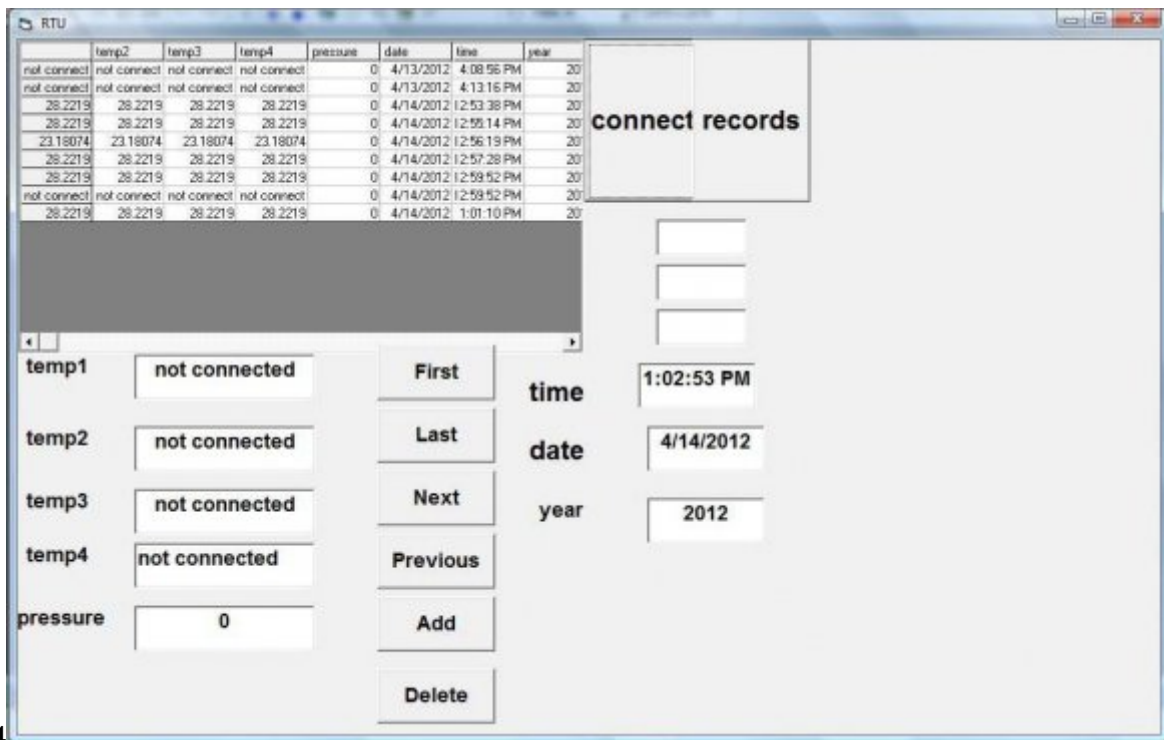 RTU
temp2 temp3 temp4 pressure date time year
not connect not connect not connect not connect 0 4/13/2012 4:08:56 PM 20
not connect not connect not connect not connect 0 4/13/2012 4:13:16 PM 20
28.2219 28.2219 28.2219 28.2219 0 4/14/2012 12:53:38 PM 20
28.2219 28.2219 28.2219 28.2219 0 4/14/2012 12:55:14 PM 20
23.18074 23.18074 23.18074 23.18074 0 4/14/2012 12:56:19 PM 20
28.2219 28.2219 28.2219 28.2219 0 4/14/2012 12:57:28 PM 20
28.2219 28.2219 28.2219 28.2219 0 4/14/2012 12:59:52 PM 20
not connect not connect not connect not connect 0 4/14/2012 12:59:52 PM 20
28.2219 28.2219 28.2219 28.2219 0 4/14/2012 1:01:10 PM 20
connect records
temp1 not connected First time 1:02:53 PM
temp2 not connected Last date 4/14/2012
temp3 not connected Next year 2012
temp4 not connected Previous
pressure 0 Add
Delete